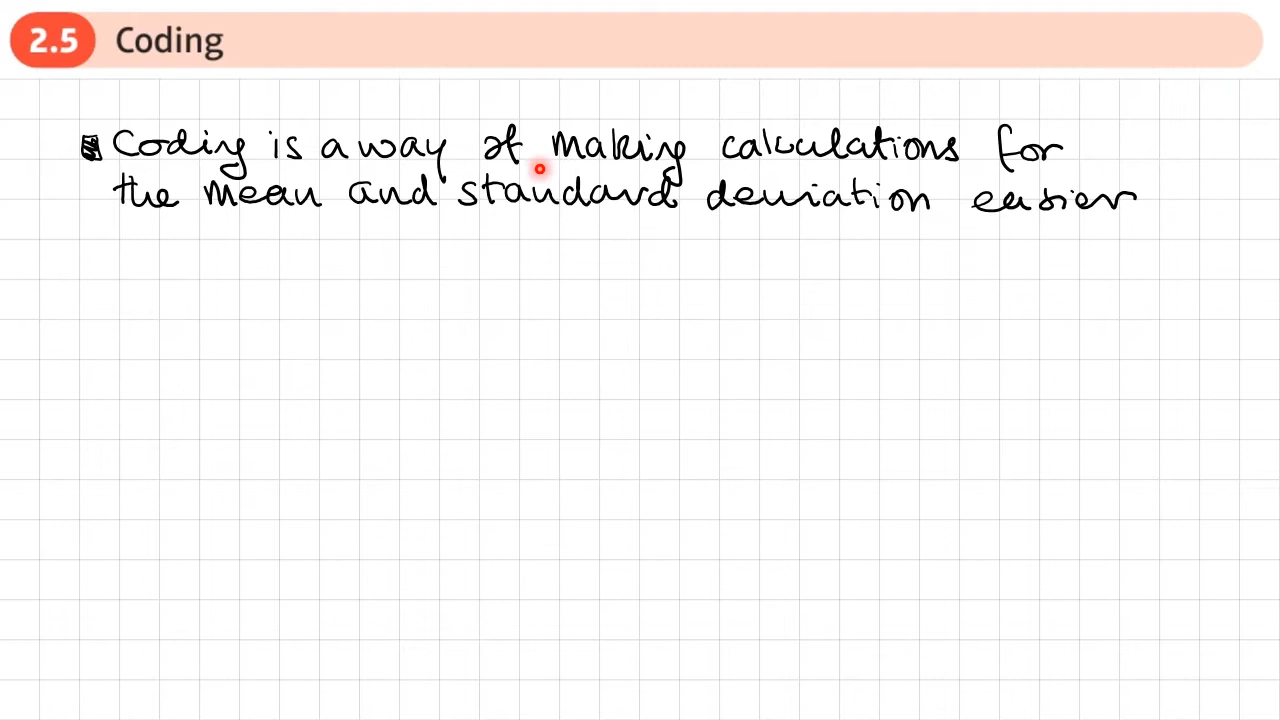 2.5 Coding
Coding is a way of making calculations for
the mean and standard deviation easier